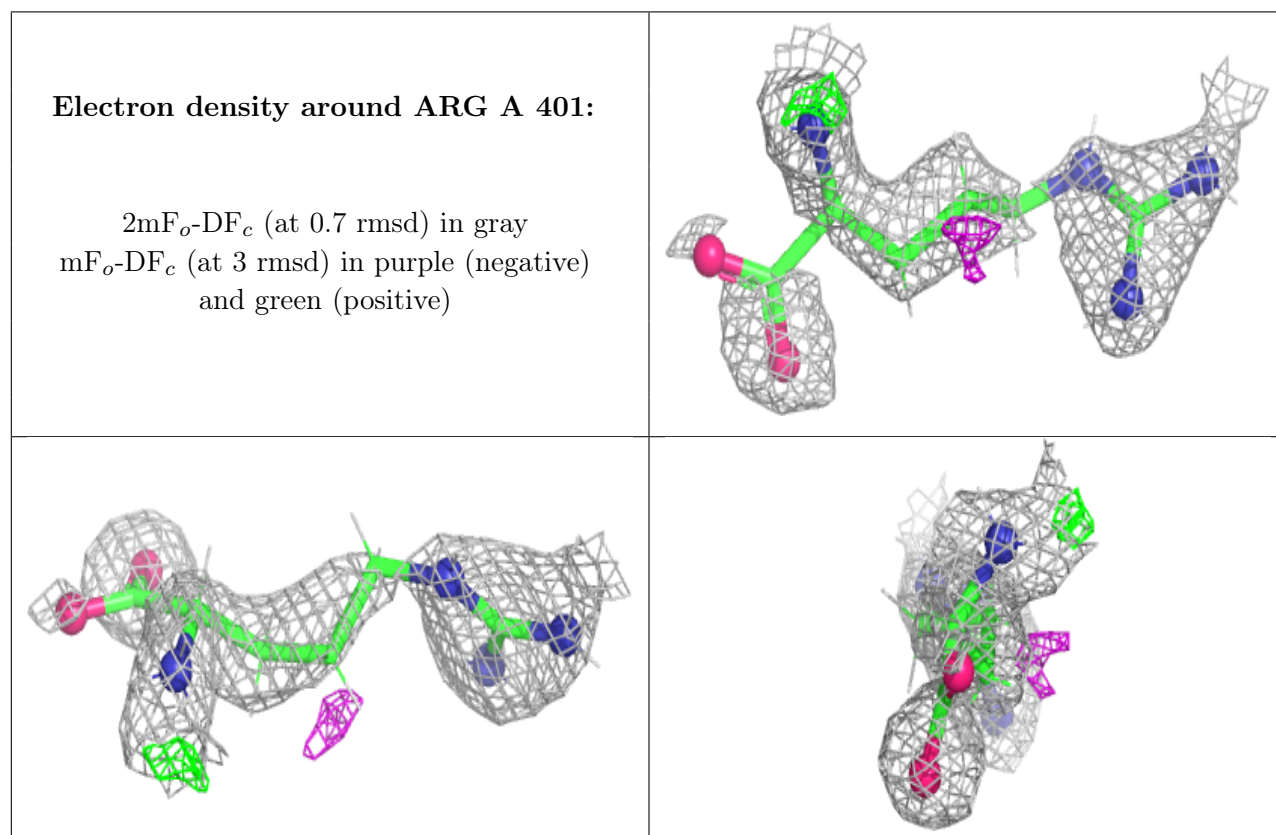 Electron density around ARG A 401:
2mFo-DFc (at 0.7 rmsd) in gray
mFo-DFc (at 3 rmsd) in purple (negative)
and green (positive)